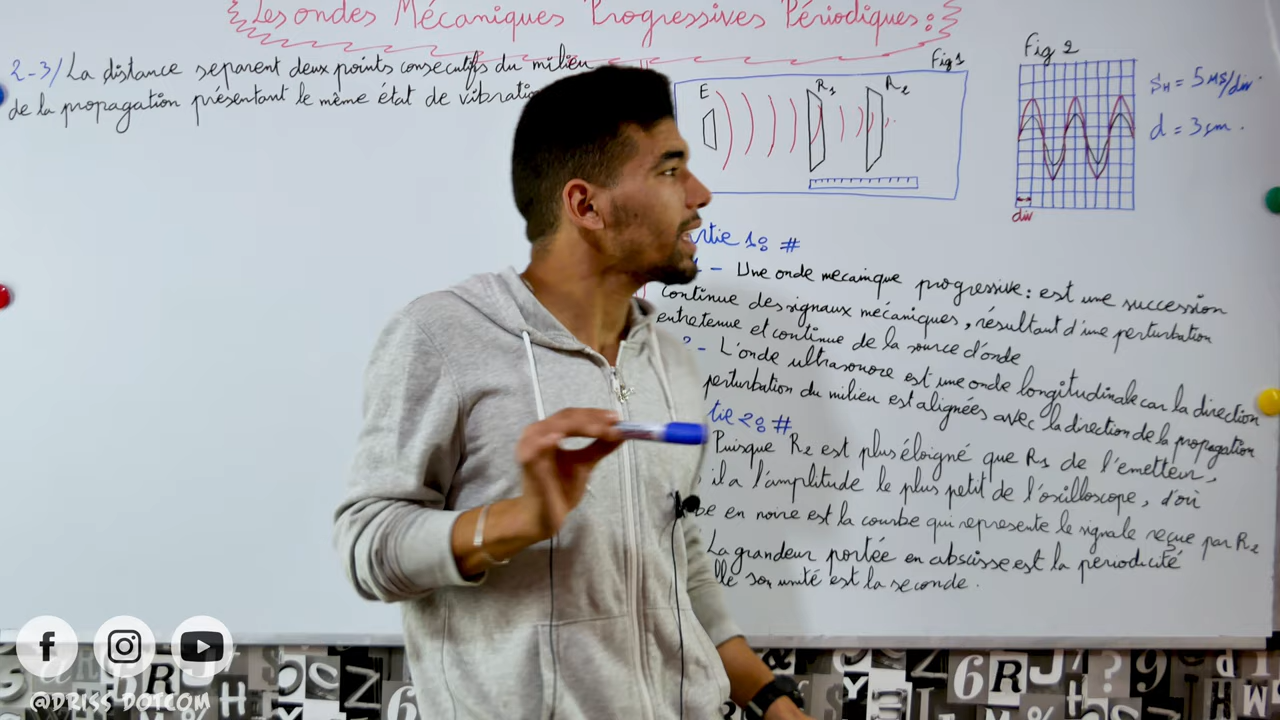 Les ondes Mécaniques Progressives Périodiques :
2-3/ La distance separent deux points consecutifs du milieu
de la propagation présentant le même état de vibratio
Fig 1
E
R1
R2
Fig 2
SH = 5 MS/div
d = 3 sm.
div
rtie 1: #
1 - Une onde mecanique progressive : est une succession
continue des signaux mécaniques, résultant d'une perturbation
entretenue et continue de la source d'onde
2- L'onde ultrasonore est une onde longitudinale car la direction
perturbation du milieu est alignées avec la direction de la propagation
tie 2: #
Puisque R2 est plus éloigné que R1 de l'emetteur,
il a l'amplitude le plus petit de l'oscilloscope, d'où
be en noire est la courbe qui represente le signale reçue par R2
La grandeur portée en abscisse est la periodicité
lle son unité est la seconde.
@DRISS DOTCOM